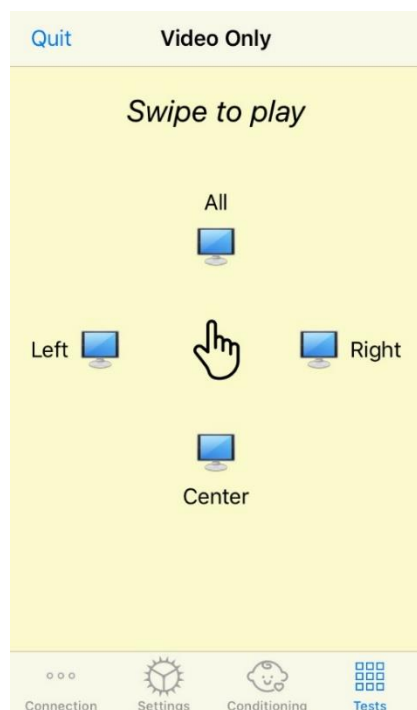 Quit Video Only
Swipe to play
All
Left Right
Center
Connection Settings Conditioning Tests